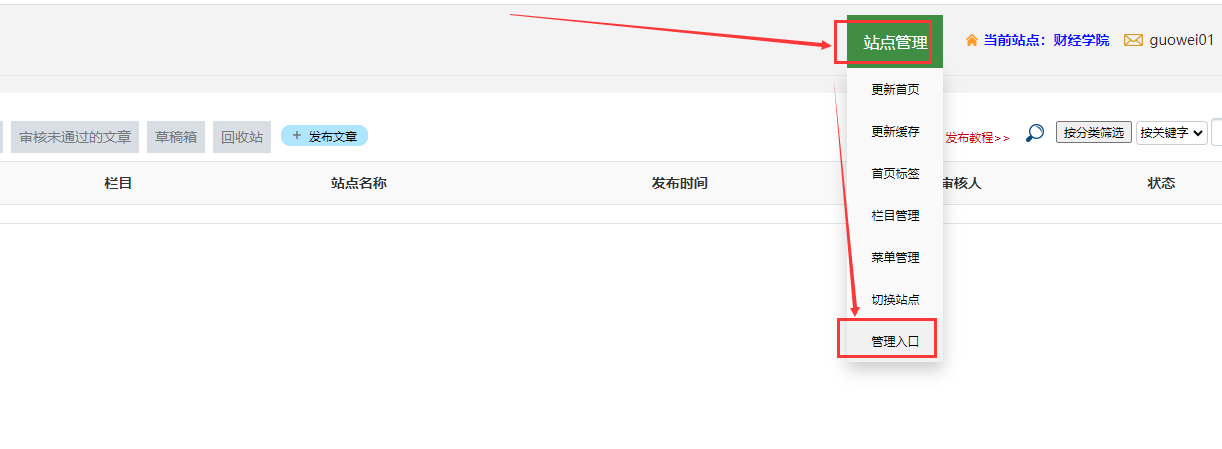 站点管理
当前站点：财经学院
guowei01
更新首页
审核未通过的文章
草稿箱
回收站
+ 发布文章
更新缓存
发布教程>>
按分类筛选
按关键字
首页标签
栏目
站点名称
发布时间
审核人
状态
栏目管理
菜单管理
切换站点
管理入口